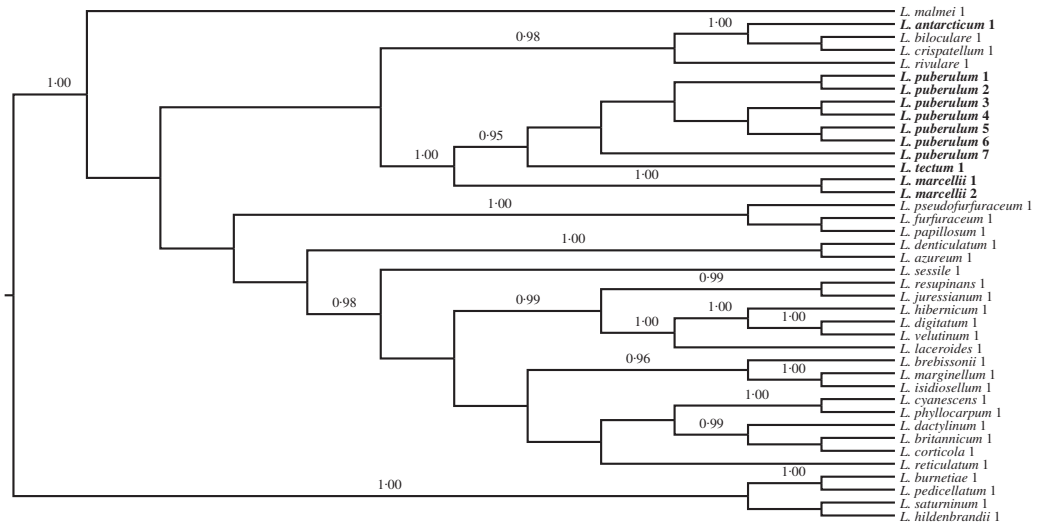 L. malmei 1
1·00
L. antarcticum 1
0·98
L. biloculare 1
L. crispatellum 1
L. rivulare 1
1·00
L. puberulum 1
L. puberulum 2
L. puberulum 3
L. puberulum 4
0·95
L. puberulum 5
L. puberulum 6
1·00
L. puberulum 7
L. tectum 1
1·00
L. marcellii 1
L. marcellii 2
1·00
L. pseudofurfuraceum 1
L. furfuraceum 1
L. papillosum 1
1·00
L. denticulatum 1
L. azureum 1
L. sessile 1
0·98
0·99
L. resupinans 1
0·99
L. juressianum 1
1·00
L. hibernicum 1
1·00
1·00
L. digitatum 1
L. velutinum 1
L. laceroides 1
0·96
L. brebissonii 1
1·00
L. marginellum 1
L. isidiosellum 1
1·00
L. cyanescens 1
L. phyllocarpum 1
0·99
L. dactylinum 1
L. britannicum 1
L. corticola 1
L. reticulatum 1
1·00
1·00
L. burnetiae 1
L. pedicellatum 1
L. saturninum 1
L. hildenbrandii 1